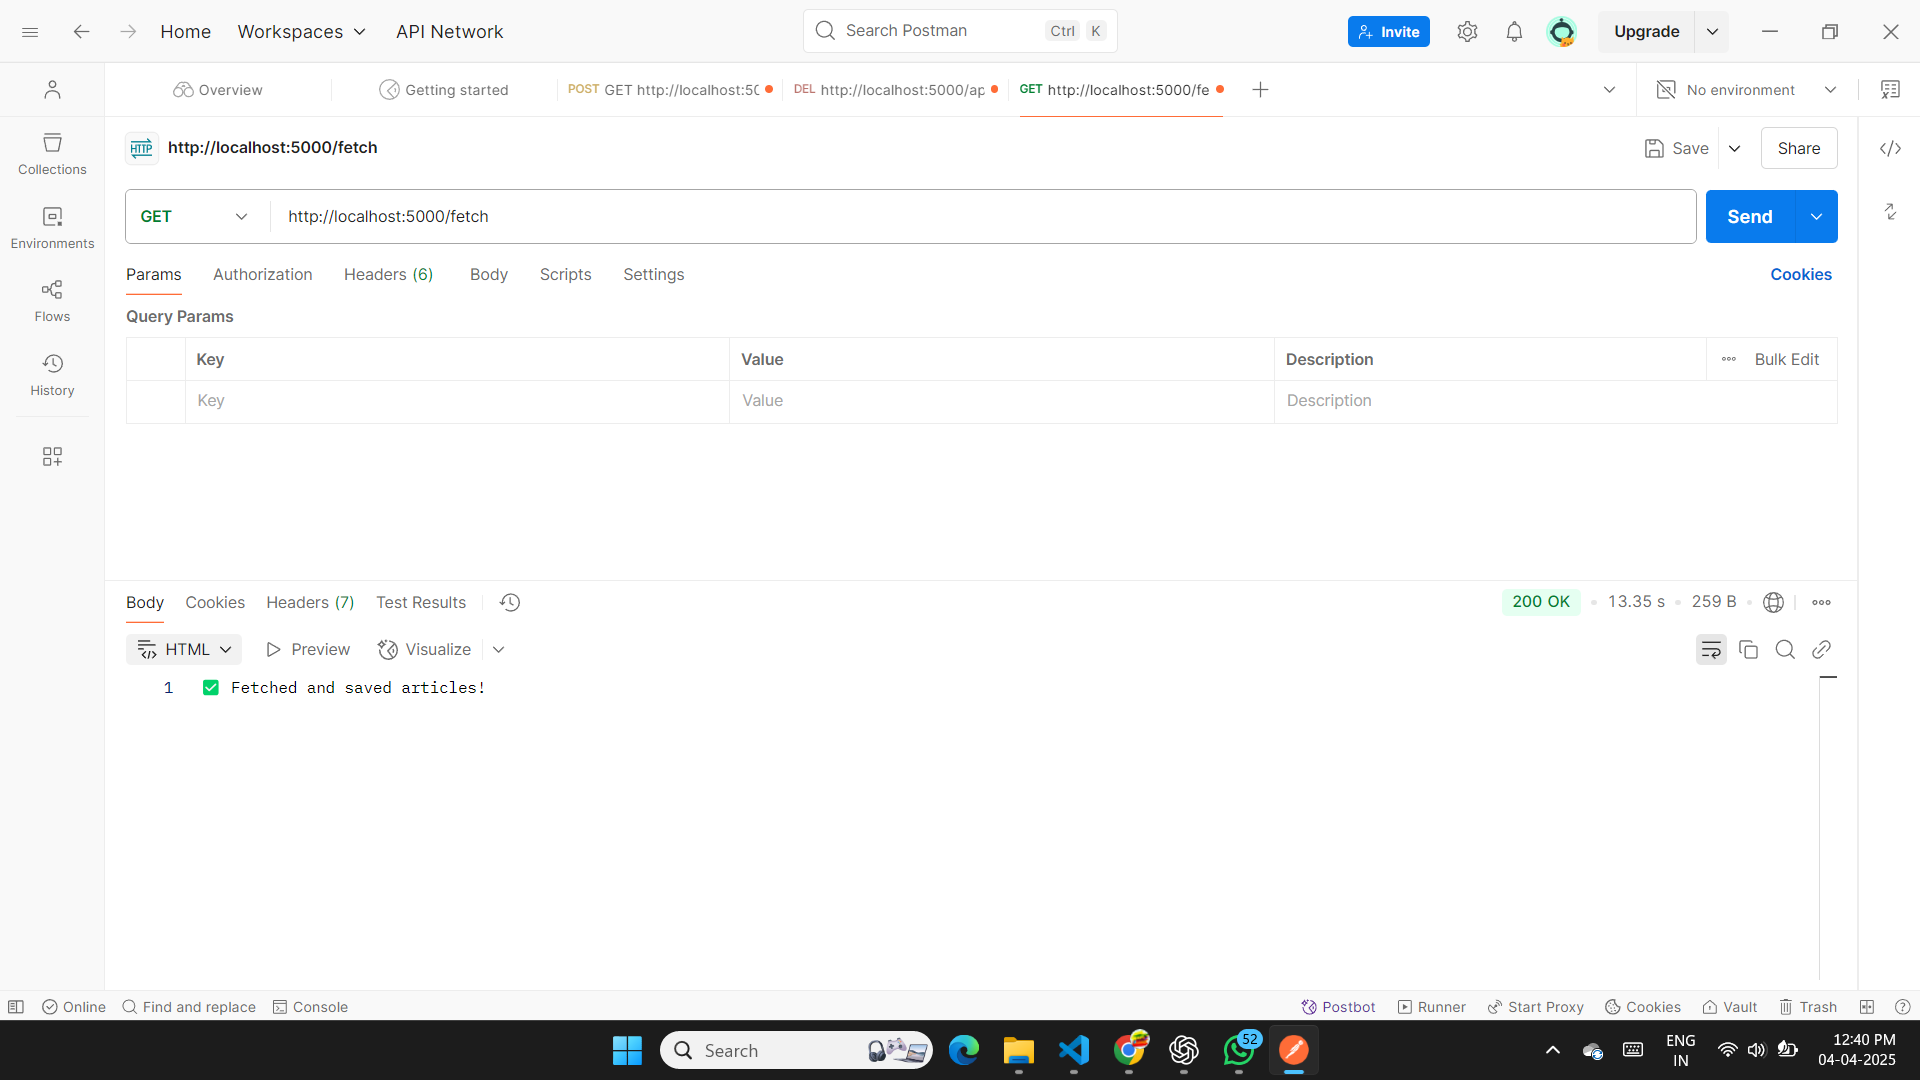 Home Workspaces API Network
Search Postman Ctrl K
Invite Upgrade
Overview
Getting started
POST GET http://localhost:50
DEL http://localhost:5000/ap
GET http://localhost:5000/fe
No environment
Collections
Environments
Flows
History
HTTP http://localhost:5000/fetch
Save Share
GET http://localhost:5000/fetch
Send
Params Authorization Headers (6) Body Scripts Settings Cookies
Query Params
Key Value Description Bulk Edit
Key Value Description
Body Cookies Headers (7) Test Results
200 OK 13.35 s 259 B
HTML Preview Visualize
1 ✅ Fetched and saved articles!
Online Find and replace Console
Postbot Runner Start Proxy Cookies Vault Trash
Search
52
ENG
IN
12:40 PM
04-04-2025